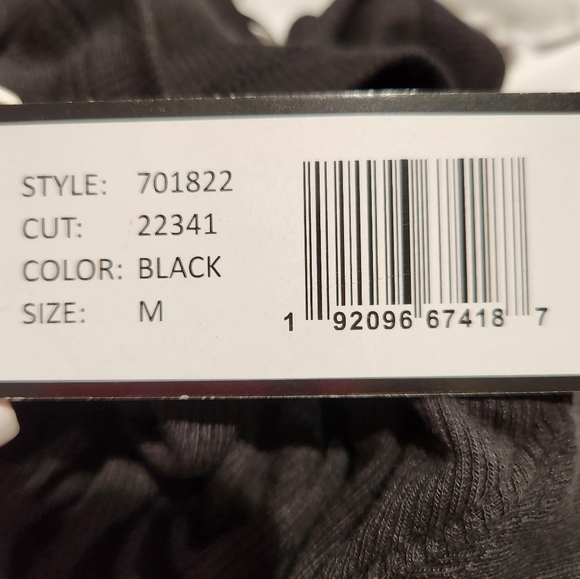 STYLE: 701822
CUT: 22341
COLOR: BLACK
SIZE: M
1 92096 67418 7